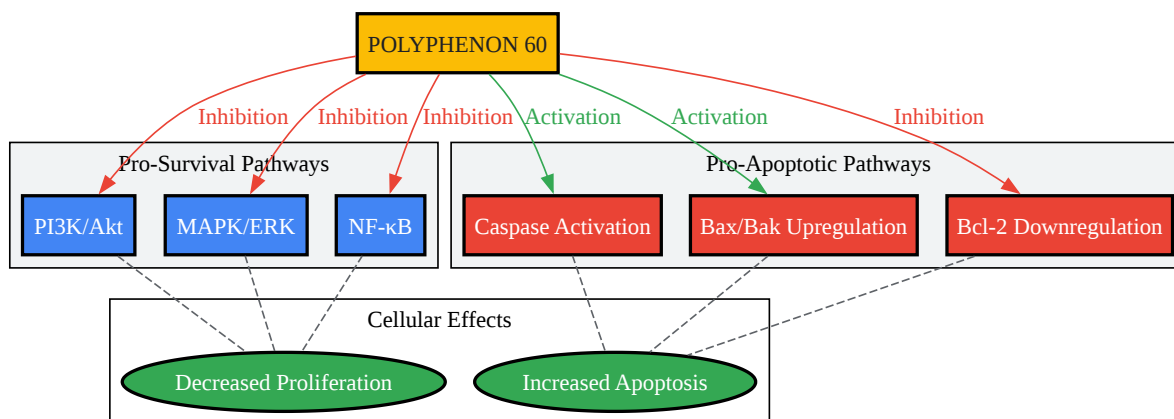 POLYPHENON 60
Inhibition
Inhibition
Inhibition
Activation
Activation
Inhibition
Pro-Survival Pathways
Pro-Apoptotic Pathways
PI3K/Akt
MAPK/ERK
NF-κB
Caspase Activation
Bax/Bak Upregulation
Bcl-2 Downregulation
Cellular Effects
Decreased Proliferation
Increased Apoptosis